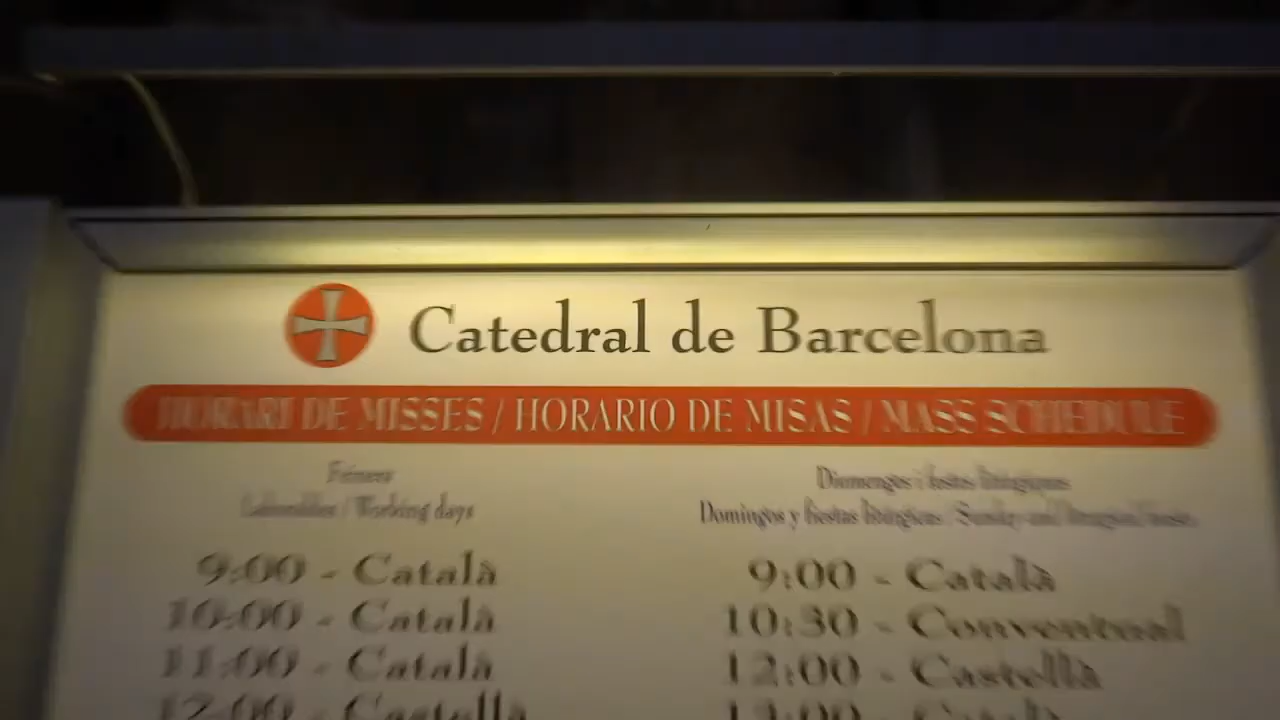 Catedral de Barcelona
HORARI DE MISSES / HORARIO DE MISAS / MASS SCHEDULE
Feiners
Laborables / Working days
9:00 - Català
10:00 - Català
11:00 - Català
12:00 - Castellà
Diumenges i festes litúrgiques
Domingos y fiestas litúrgicas / Sunday and liturgical feasts
9:00 - Català
10:30 - Conventual
12:00 - Castellà
13:00 -